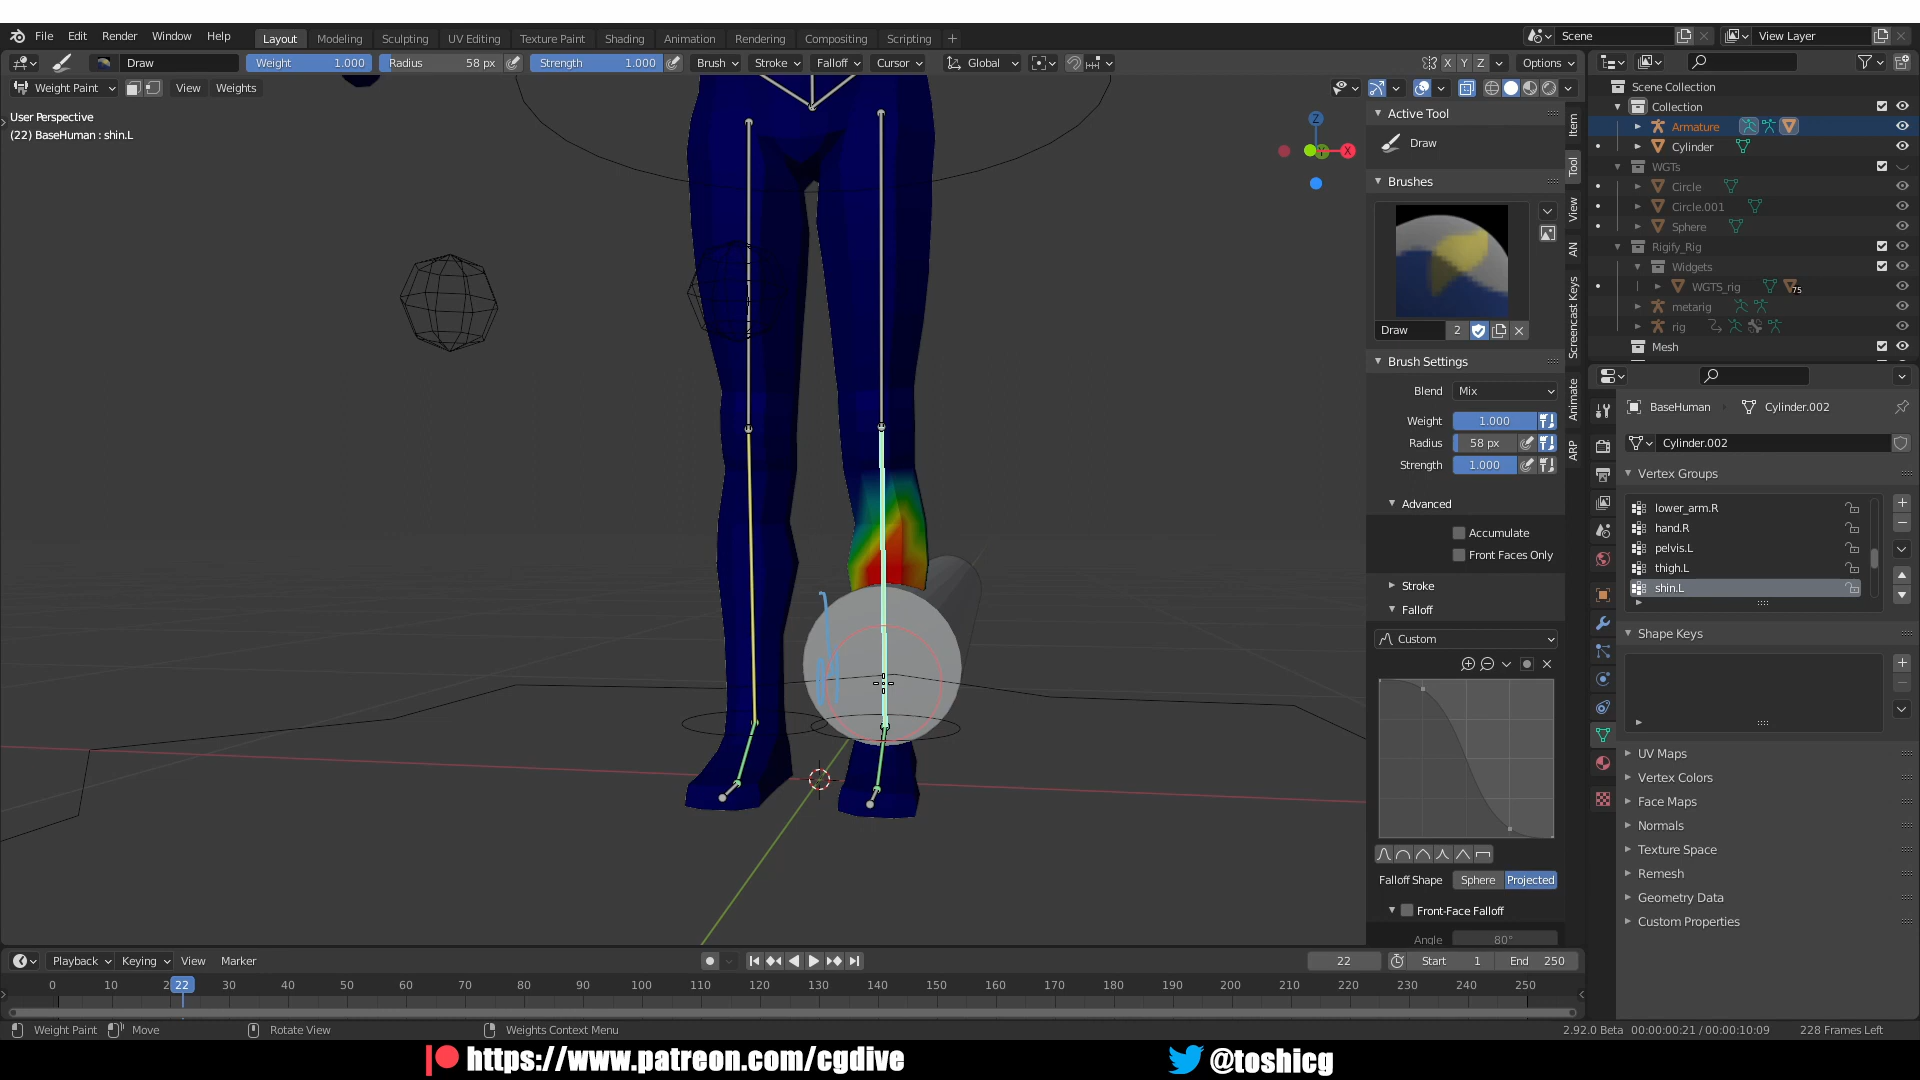 File Edit Render Window Help Layout Modeling Sculpting UV Editing Texture Paint Shading Animation Rendering Compositing Scripting + Scene View Layer
Draw Weight 1.000 Radius 58 px Strength 1.000 Brush Stroke Falloff Cursor Global X Y Z Options
Weight Paint View Weights
User Perspective
(22) BaseHuman : shin.L
Z
X
Active Tool
Draw
Brushes
Draw 2
Brush Settings
Blend Mix
Weight 1.000
Radius 58 px
Strength 1.000
Advanced
Accumulate
Front Faces Only
Stroke
Falloff
Custom
Falloff Shape Sphere Projected
Front-Face Falloff
Angle 80°
Item
Tool
View
AN
Screencast Keys
Animate
ARP
Scene Collection
Collection
Armature
Cylinder
WGTs
Circle
Circle.001
Sphere
Rigify_Rig
Widgets
WGTS_rig 75
metarig
rig
Mesh
BaseHuman Cylinder.002
Cylinder.002
Vertex Groups
lower_arm.R
hand.R
pelvis.L
thigh.L
shin.L
Shape Keys
UV Maps
Vertex Colors
Face Maps
Normals
Texture Space
Remesh
Geometry Data
Custom Properties
Playback Keying View Marker 22 Start 1 End 250
0 10 2 22 30 40 50 60 70 80 90 100 110 120 130 140 150 160 170 180 190 200 210 220 230 240 250
Weight Paint Move Rotate View Weights Context Menu 2.92.0 Beta 00:00:00:21 / 00:00:10:09 228 Frames Left
https://www.patreon.com/cgdive @toshicg